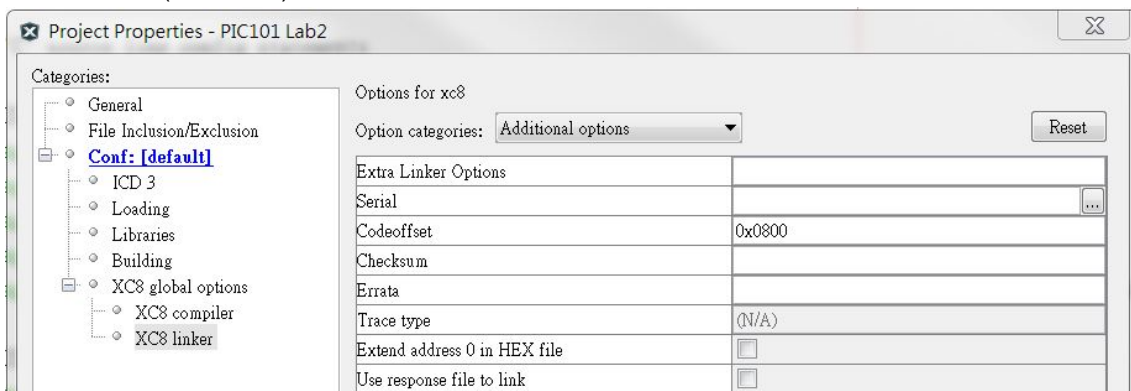 Project Properties - PIC101 Lab2
Categories:
General
File Inclusion/Exclusion
Conf: [default]
ICD 3
Loading
Libraries
Building
XC8 global options
XC8 compiler
XC8 linker
Options for xc8
Option categories: Additional options Reset
Extra Linker Options
Serial ...
Codeoffset 0x0800
Checksum
Errata
Trace type (N/A)
Extend address 0 in HEX file
Use response file to link